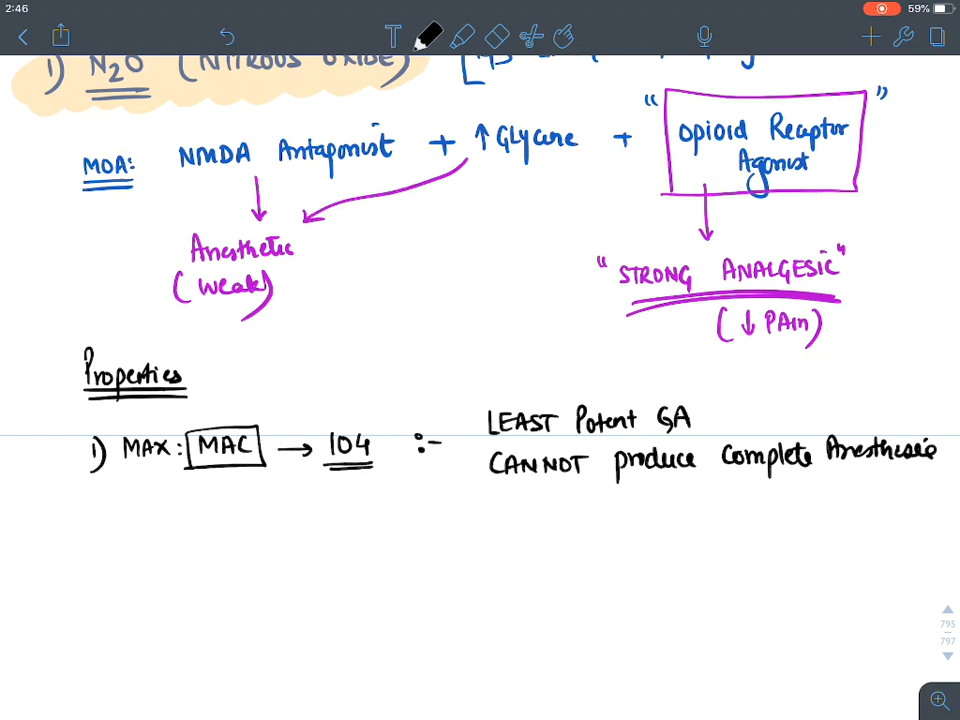 2:46
59%
T
1) N2O (NITROUS OXIDE) [
MOA: NMDA Antagonist + ↑ Glycine + " Opioid Receptor Agonist "
Anesthetic
(weak)
" STRONG ANALGESIC "
(↓ PAin)
Properties
1) MAX: MAC → 104 :- LEAST Potent GA
CANNOT produce complete Anesthesia
795
797